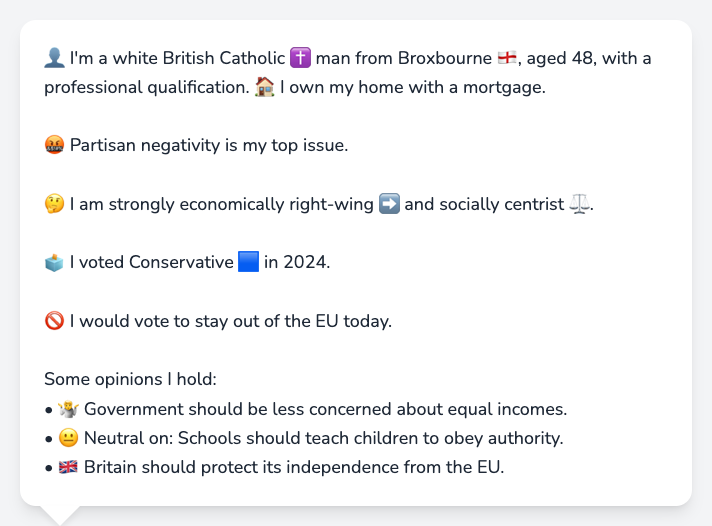 👤 I'm a white British Catholic ✝️ man from Broxbourne 🏴󠁧󠁢󠁥󠁮󠁧󠁿, aged 48, with a
professional qualification. 🏠 I own my home with a mortgage.
🤬 Partisan negativity is my top issue.
🤔 I am strongly economically right-wing ➡️ and socially centrist ⚖️.
🗳️ I voted Conservative 🟦 in 2024.
🚫 I would vote to stay out of the EU today.
Some opinions I hold:
• 🤷 Government should be less concerned about equal incomes.
• 😐 Neutral on: Schools should teach children to obey authority.
• 🇬🇧 Britain should protect its independence from the EU.